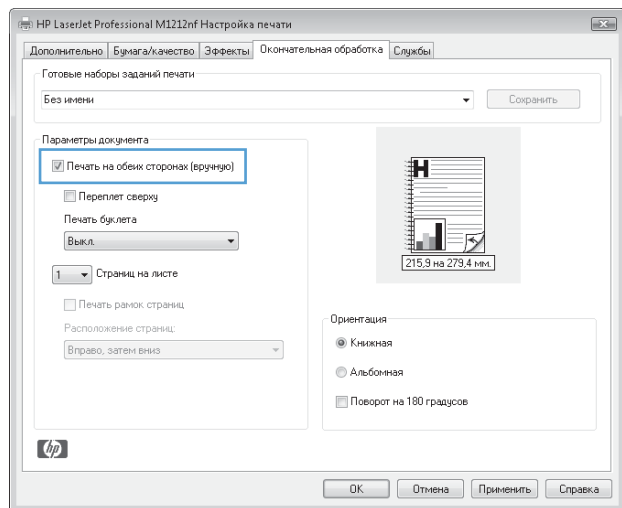 HP LaserJet Professional M1212nf Настройка печати
Дополнительно Бумага/качество Эффекты Окончательная обработка Службы
Готовые наборы заданий печати
Без имени
Сохранить
Параметры документа
Печать на обеих сторонах (вручную)
Переплет сверху
Печать буклета
Выкл.
1 Страниц на листе
Печать рамок страниц
Расположение страниц:
Вправо, затем вниз
H
215,9 на 279,4 мм.
Ориентация
Книжная
Альбомная
Поворот на 180 градусов
hp
OK Отмена Применить Справка